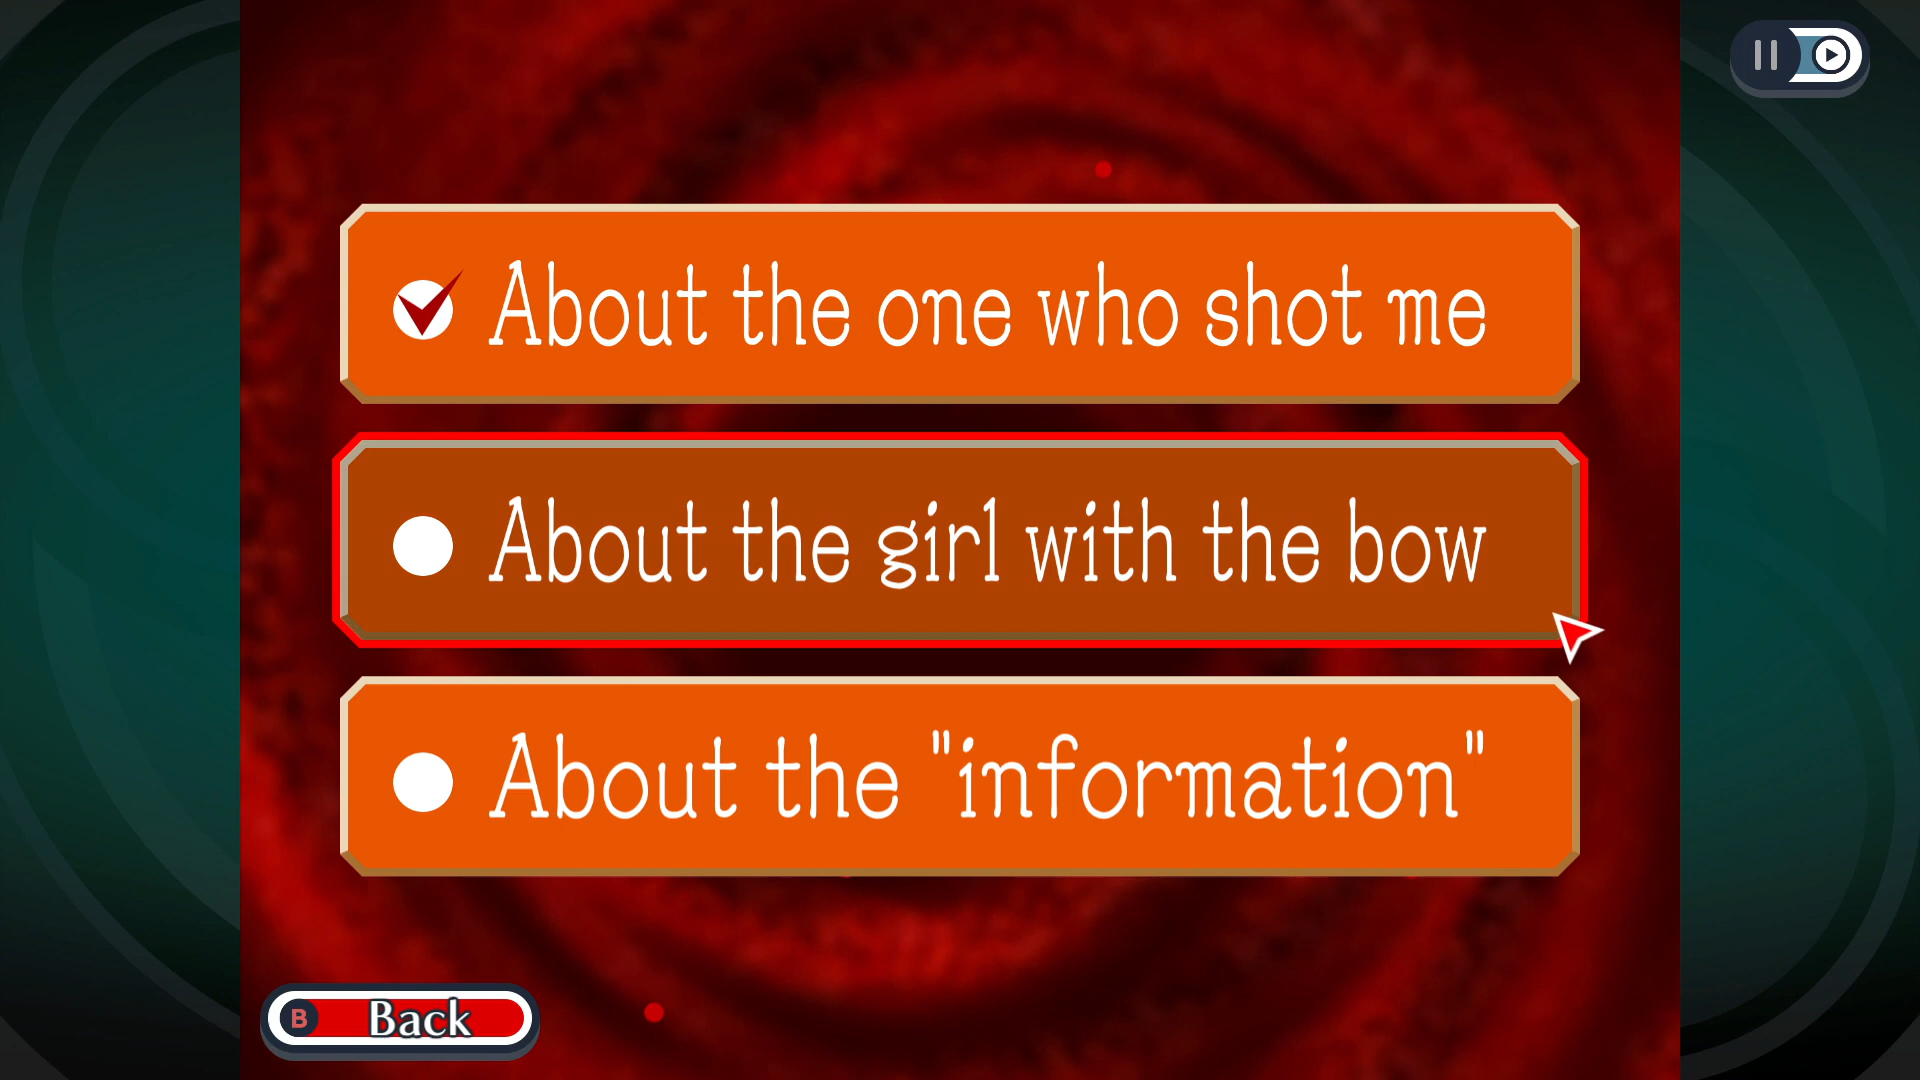 About the one who shot me
About the girl with the bow
About the "information"
B Back